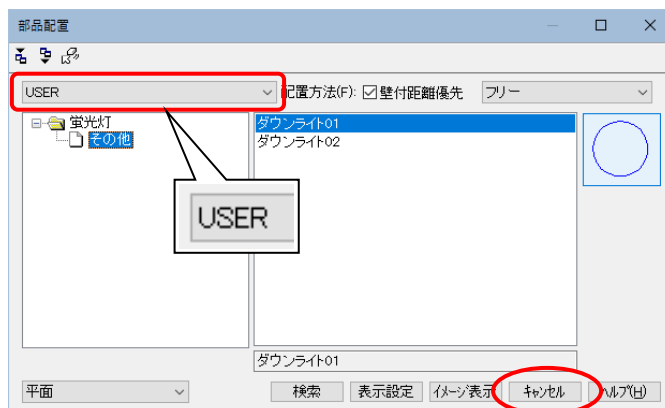 部品配置
USER
配置方法(F): 壁付距離優先 フリー
蛍光灯
その他
ダウンライト01
ダウンライト02
USER
ダウンライト01
平面
検索 表示設定 イメージ表示 キャンセル ヘルプ(H)